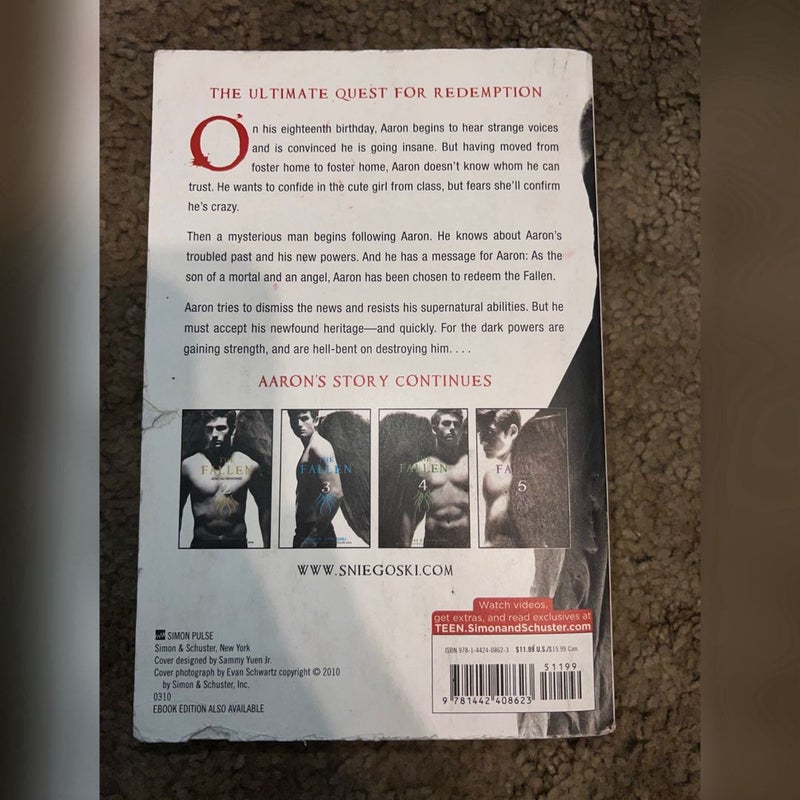 THE ULTIMATE QUEST FOR REDEMPTION
On his eighteenth birthday, Aaron begins to hear strange voices
and is convinced he is going insane. But having moved from
foster home to foster home, Aaron doesn't know whom he can
trust. He wants to confide in the cute girl from class, but fears she'll confirm
he's crazy.
Then a mysterious man begins following Aaron. He knows about Aaron's
troubled past and his new powers. And he has a message for Aaron: As the
son of a mortal and an angel, Aaron has been chosen to redeem the Fallen.
Aaron tries to dismiss the news and resists his supernatural abilities. But he
must accept his newfound heritage—and quickly. For the dark powers are
gaining strength, and are hell-bent on destroying him. . . .
AARON'S STORY CONTINUES
THE FALLEN 2
THE FALLEN 3
THE FALLEN 4
FALLEN 5
WWW.SNIEGOSKI.COM
Watch videos,
get extras, and read exclusives at
TEEN.SimonandSchuster.com
SIMON PULSE
Simon & Schuster, New York
Cover designed by Sammy Yuen Jr.
Cover photograph by Evan Schwartz copyright © 2010
by Simon & Schuster, Inc.
0310
EBOOK EDITION ALSO AVAILABLE
ISBN 978-1-4424-0862-3 $11.99 U.S./$15.99 Can.
51199
9 781442 408623